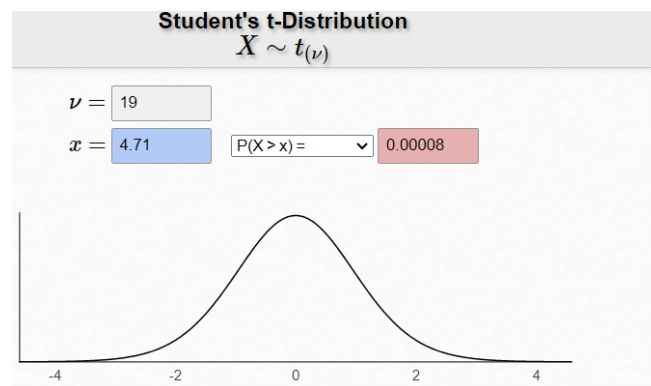 Student's t-Distribution
X ∼ t(ν)
ν = 19
x = 4.71 P(X > x) = 0.00008
-4 -2 0 2 4